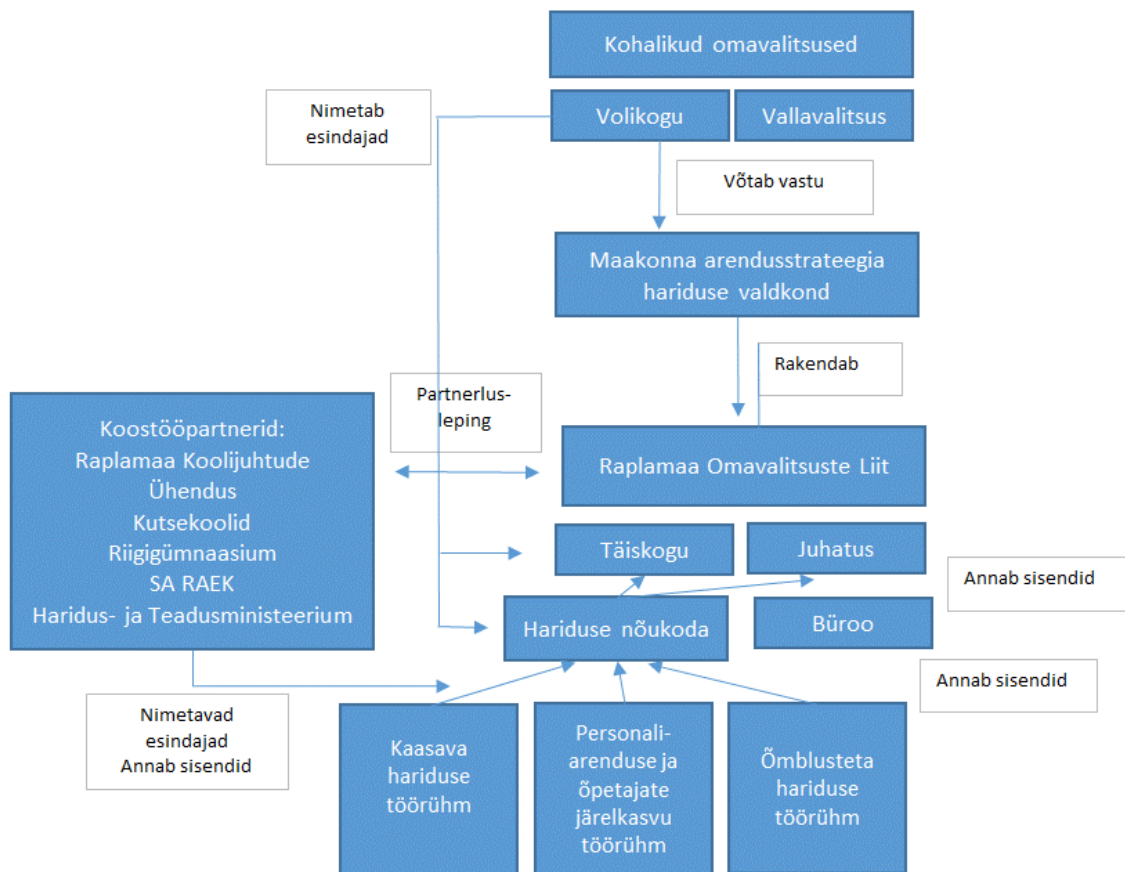 Kohalikud omavalitsused
Nimetab
esindajad
Volikogu
Vallavalitsus
Võtab vastu
Maakonna arendusstrateegia
hariduse valdkond
Rakendab
Partnerlus-
leping
Koostööpartnerid:
Raplamaa Koolijuhtude
Ühendus
Kutsekoolid
Riigigümnaasium
SA RAEK
Haridus- ja Teadusministeerium
Raplamaa Omavalitsuste Liit
Täiskogu
Juhatus
Annab sisendid
Hariduse nõukoda
Büroo
Annab sisendid
Nimetavad
esindajad
Annab sisendid
Kaasava
hariduse
töörühm
Personali-
arenduse ja
õpetajate
järelkasvu
töörühm
Õmblusteta
hariduse
töörühm